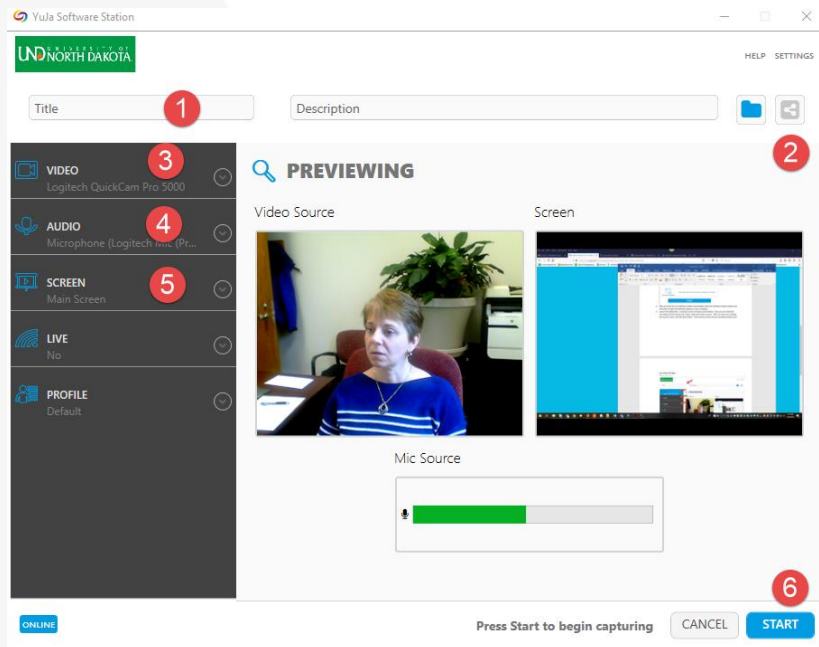 YuJa Software Station
UNIVERSITY OF
UND NORTH DAKOTA
HELP SETTINGS
Title
1
Description
2
VIDEO
3
Logitech QuickCam Pro 5000
AUDIO
4
Microphone (Logitech Mic (Pr...
SCREEN
5
Main Screen
LIVE
No
PROFILE
Default
PREVIEWING
Video Source
Screen
Mic Source
6
ONLINE
Press Start to begin capturing
CANCEL
START